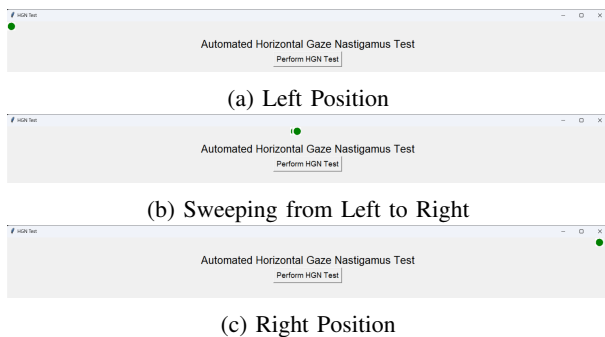 HGN Test
Automated Horizontal Gaze Nastigamus Test
Perform HGN Test
(a) Left Position
HGN Test
Automated Horizontal Gaze Nastigamus Test
Perform HGN Test
(b) Sweeping from Left to Right
HGN Test
Automated Horizontal Gaze Nastigamus Test
Perform HGN Test
(c) Right Position